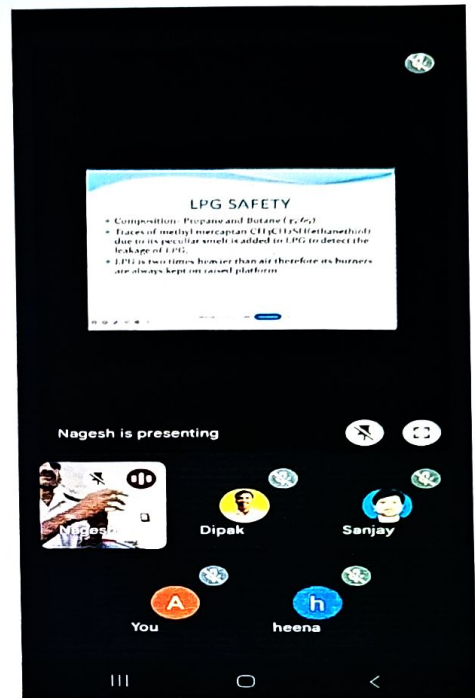 LPG SAFETY
• Composition- Propane and Butane
• Traces of methyl mercaptan CH3CH2SH(ethanethiol)
due to its peculiar smell is added to LPG to detect the
leakage of LPG.
• LPG is two times heavier than air therefore its burners
are always kept on raised platform
Nagesh is presenting
Nagesh
Dipak
Sanjay
A
You
h
heena